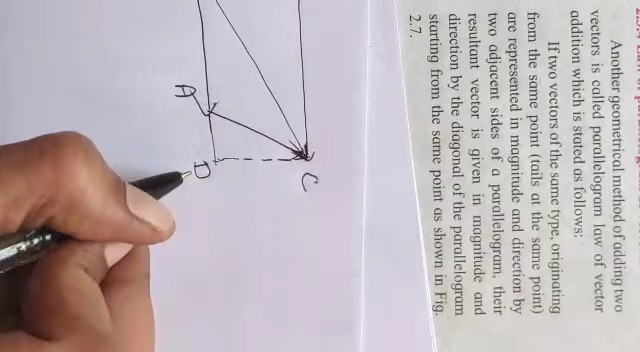 Another geometrical method of adding two
vectors is called parallelogram law of vector
addition which is stated as follows:
If two vectors of the same type, originating
from the same point (tails at the same point)
are represented in magnitude and direction by
two adjacent sides of a parallelogram, their
resultant vector is given in magnitude and
direction by the diagonal of the parallelogram
starting from the same point as shown in Fig.
2.7.
A
D
C